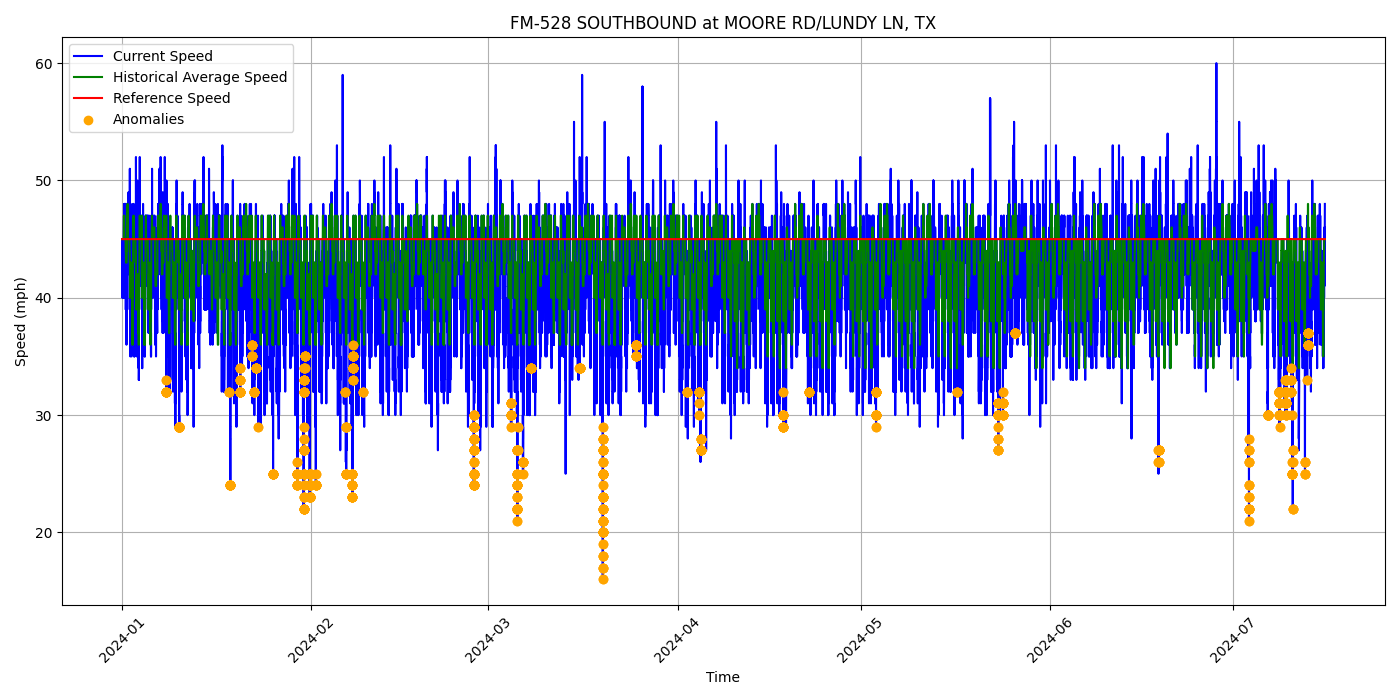 FM-528 SOUTHBOUND at MOORE RD/LUNDY LN, TX
Current Speed
Historical Average Speed
Reference Speed
Anomalies
Speed (mph)
60
50
40
30
20
2024-01
2024-02
2024-03
2024-04
2024-05
2024-06
2024-07
Time